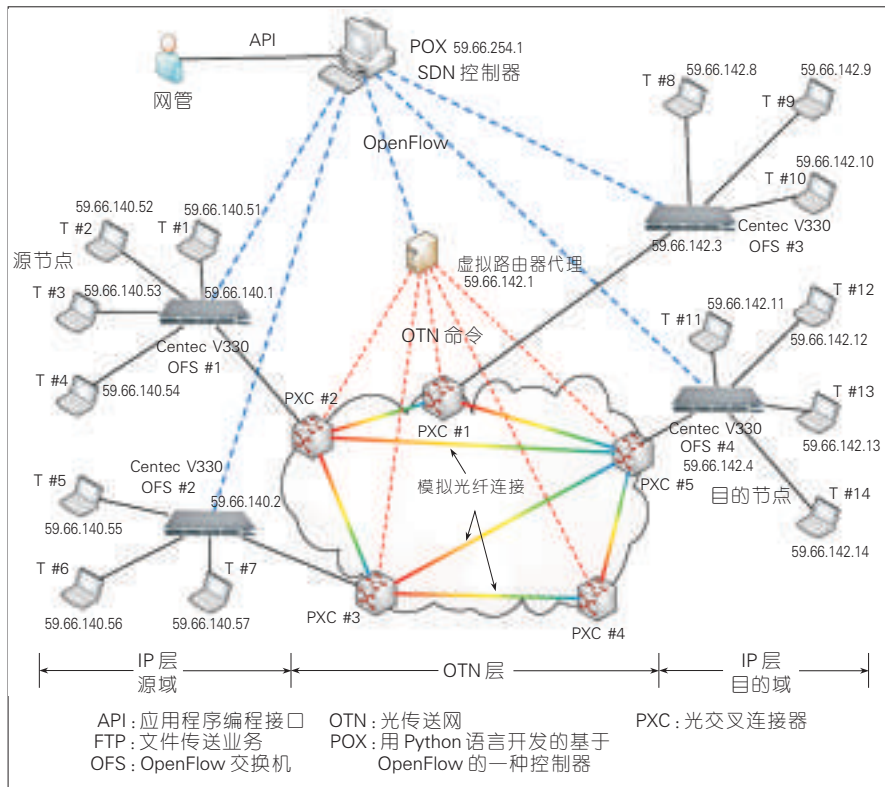 API
POX 59.66.254.1
SDN 控制器
网管
OpenFlow
59.66.142.8
T #8
59.66.142.9
T #9
59.66.142.10
T #10
Centec V330
OFS #3
59.66.142.3
59.66.140.52
T #2
59.66.140.51
T #1
源节点
T #3
59.66.140.53
59.66.140.1
Centec V330
OFS #1
T #4
59.66.140.54
虚拟路由器代理
59.66.142.1
OTN 命令
59.66.142.11
T #11
T #12
59.66.142.12
T #13
59.66.142.13
Centec V330
OFS #4
59.66.142.4
目的节点
T #14
59.66.142.14
PXC #2
PXC #1
PXC #5
模拟光纤连接
PXC #3
PXC #4
Centec V330
OFS #2
59.66.140.2
T #5
59.66.140.55
T #6
59.66.140.56
T #7
59.66.140.57
IP 层
源域
OTN 层
IP 层
目的域
API：应用程序编程接口
FTP：文件传送业务
OFS：OpenFlow 交换机
OTN：光传送网
POX：用 Python 语言开发的基于
OpenFlow 的一种控制器
PXC：光交叉连接器